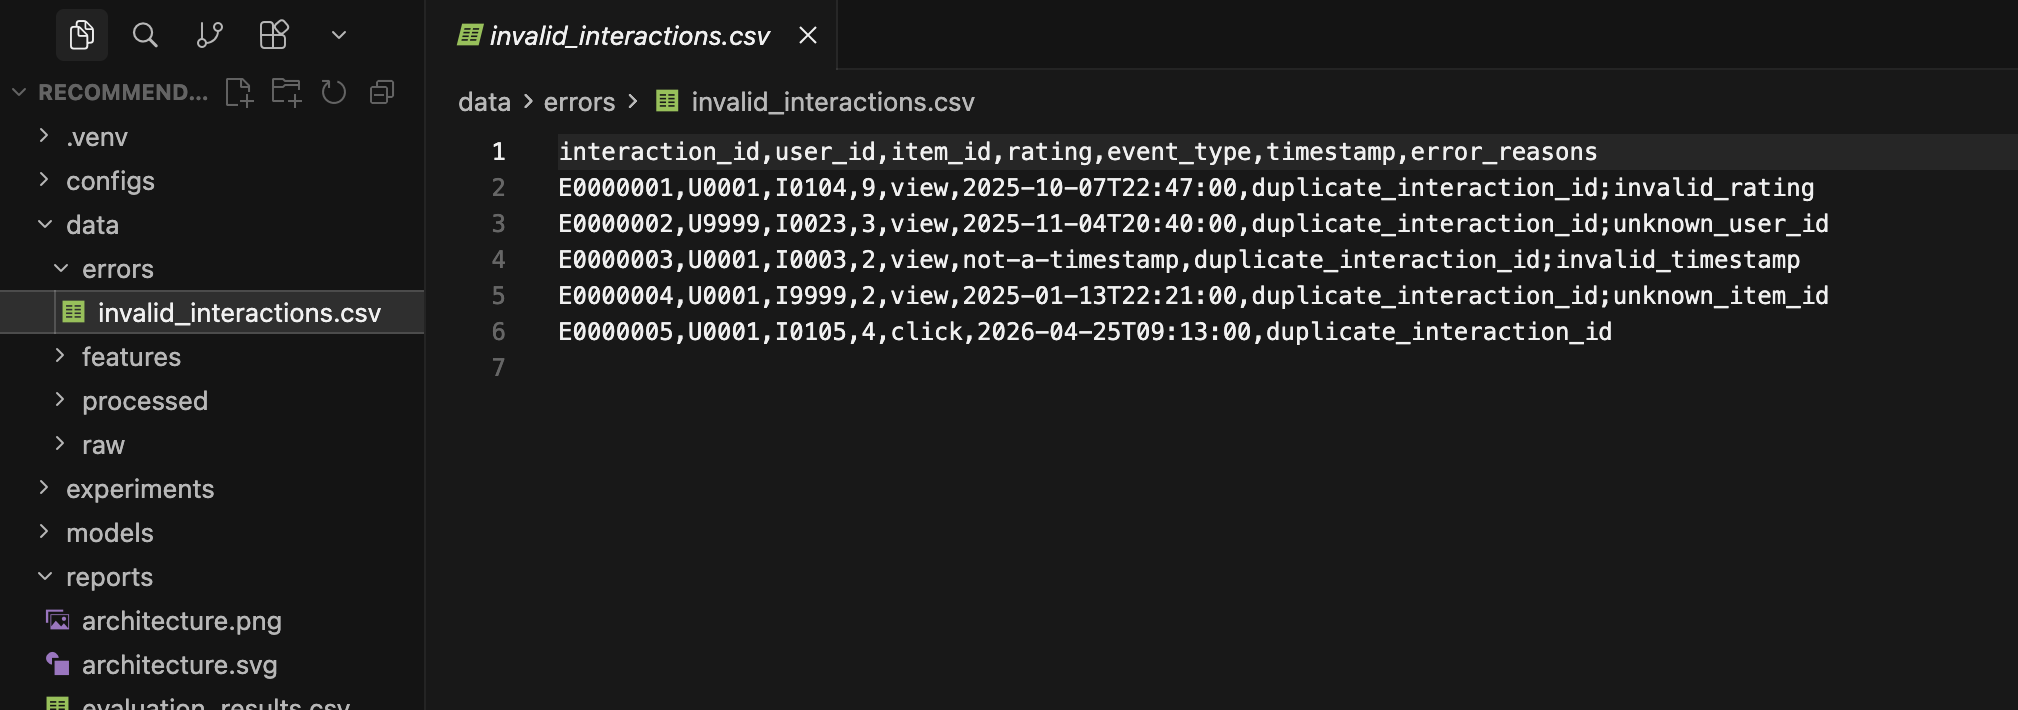 invalid_interactions.csv
RECOMMEND...
data > errors > invalid_interactions.csv
.venv
configs
data
errors
invalid_interactions.csv
features
processed
raw
experiments
models
reports
architecture.png
architecture.svg
evaluation_results.csv
1 interaction_id,user_id,item_id,rating,event_type,timestamp,error_reasons
2 E0000001,U0001,I0104,9,view,2025-10-07T22:47:00,duplicate_interaction_id;invalid_rating
3 E0000002,U9999,I0023,3,view,2025-11-04T20:40:00,duplicate_interaction_id;unknown_user_id
4 E0000003,U0001,I0003,2,view,not-a-timestamp,duplicate_interaction_id;invalid_timestamp
5 E0000004,U0001,I9999,2,view,2025-01-13T22:21:00,duplicate_interaction_id;unknown_item_id
6 E0000005,U0001,I0105,4,click,2026-04-25T09:13:00,duplicate_interaction_id
7